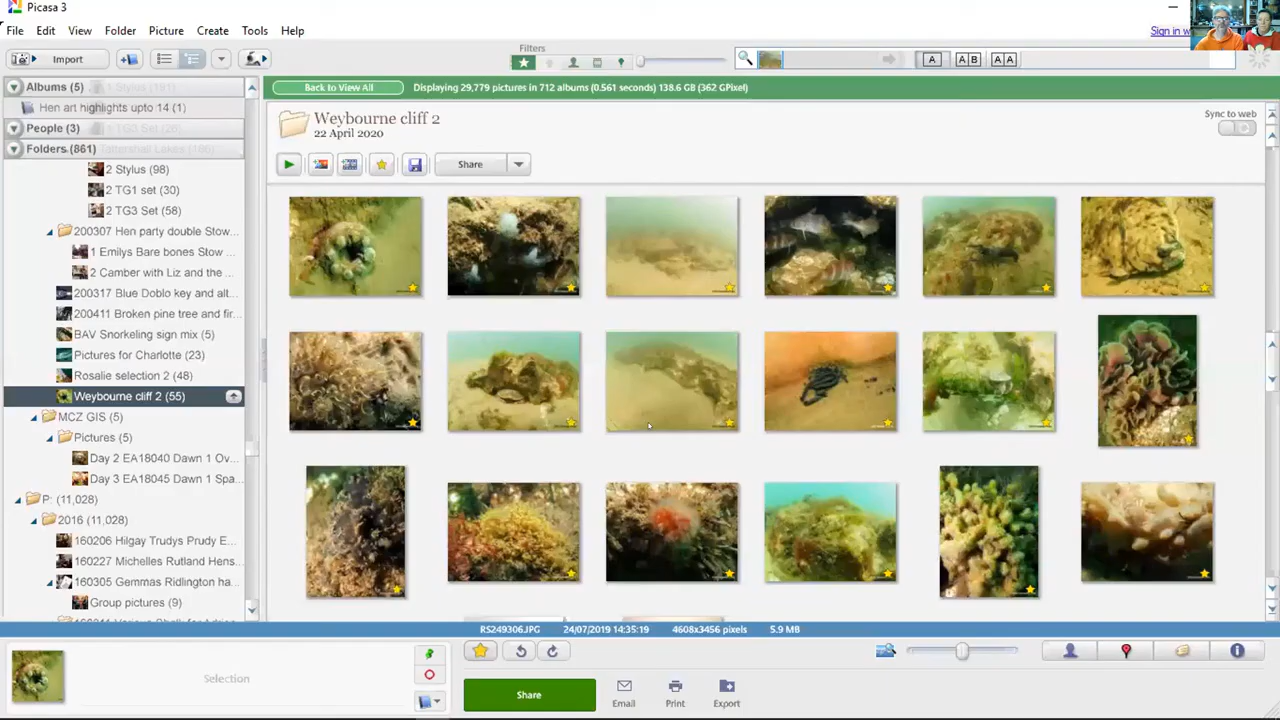 Picasa 3
File Edit View Folder Picture Create Tools Help
Sign in w
Import
Filters
A A B A A
Back to View All Displaying 29,779 pictures in 712 albums (0.561 seconds) 138.6 GB (362 GPixel)
Albums (5)
Hen art highlights upto 14 (1)
People (3)
Folders (861)
2 Stylus (98)
2 TG1 set (30)
2 TG3 Set (58)
200307 Hen party double Stow...
1 Emilys Bare bones Stow ...
2 Camber with Liz and the ...
200317 Blue Doblo key and alt...
200411 Broken pine tree and fir...
BAV Snorkeling sign mix (5)
Pictures for Charlotte (23)
Rosalie selection 2 (48)
Weybourne cliff 2 (55)
MCZ GIS (5)
Pictures (5)
Day 2 EA18040 Dawn 1 Ov...
Day 3 EA18045 Dawn 1 Spa...
P: (11,028)
2016 (11,028)
160206 Hilgay Trudys Prudy E...
160227 Michelles Rutland Hens...
160305 Gemmas Ridlington ha...
Group pictures (9)
Weybourne cliff 2
22 April 2020
Sync to web
Share
RS249306.JPG 24/07/2019 14:35:19 4608x3456 pixels 5.9 MB
Selection
Share
Email Print Export